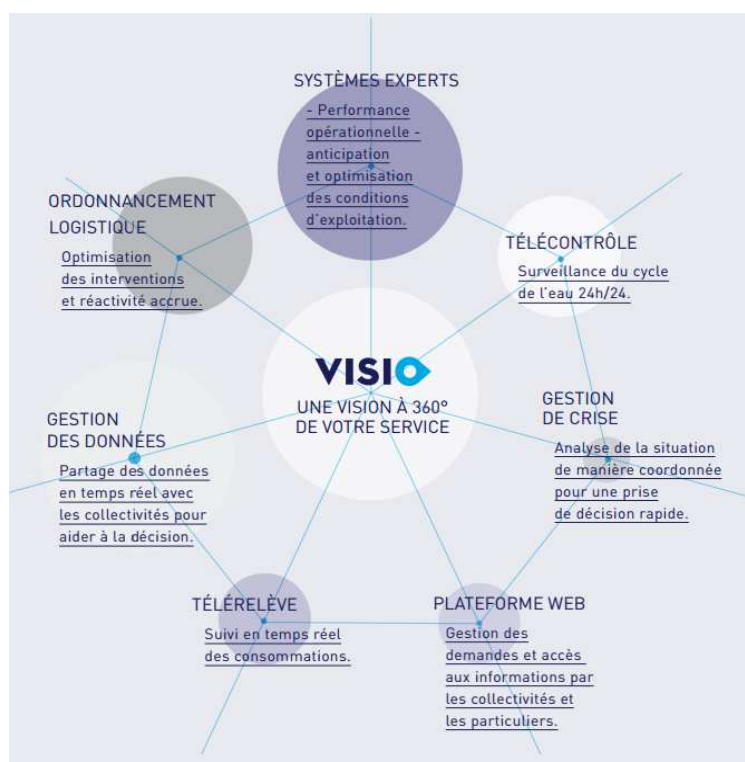 SYSTÈMES EXPERTS
- Performance
opérationnelle -
anticipation
et optimisation
des conditions
d'exploitation.
ORDONNANCEMENT
LOGISTIQUE
Optimisation
des interventions
et réactivité accrue.
TÉLÉCONTRÔLE
Surveillance du cycle
de l'eau 24h/24.
VISIO
UNE VISION À 360°
DE VOTRE SERVICE
GESTION
DES DONNÉES
Partage des données
en temps réel avec
les collectivités pour
aider à la décision.
GESTION
DE CRISE
Analyse de la situation
de manière coordonnée
pour une prise
de décision rapide.
TÉLÉRELÈVE
Suivi en temps réel
des consommations.
PLATEFORME WEB
Gestion des
demandes et accès
aux informations par
les collectivités et
les particuliers.